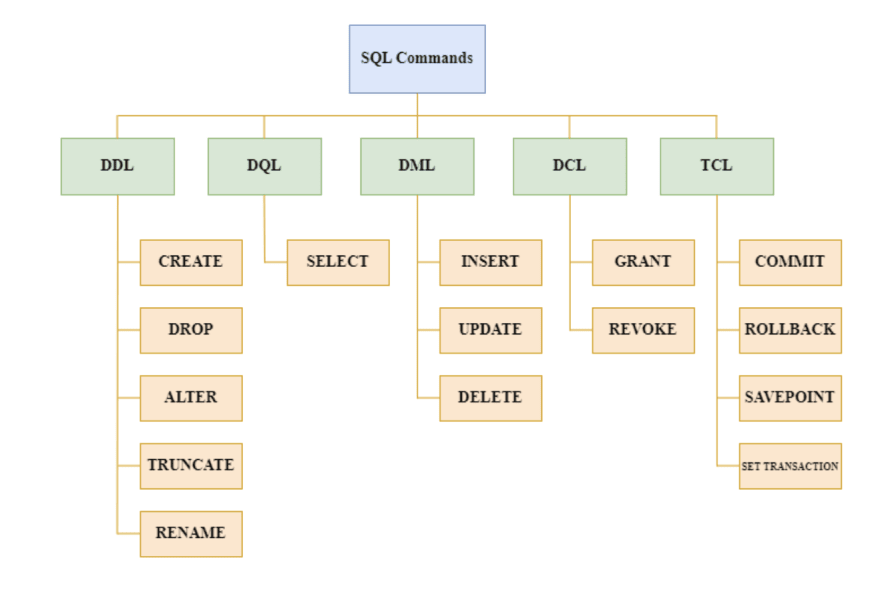 SQL Commands
DDL
DQL
DML
DCL
TCL
CREATE
SELECT
INSERT
GRANT
COMMIT
DROP
UPDATE
REVOKE
ROLLBACK
ALTER
DELETE
SAVEPOINT
TRUNCATE
SET TRANSACTION
RENAME